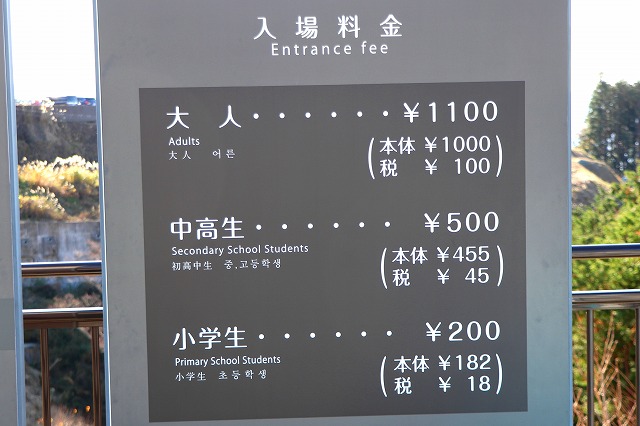 入場料金
Entrance fee
大 人・・・・・・¥1100
Adults
大人 어른
(本体 ¥1000
税 ¥ 100)
中高生・・・・・・¥500
Secondary School Students
初高中生 중,고등학생
(本体 ¥455
税 ¥ 45)
小学生・・・・・・¥200
Primary School Students
小学生 초등학생
(本体 ¥182
税 ¥ 18)